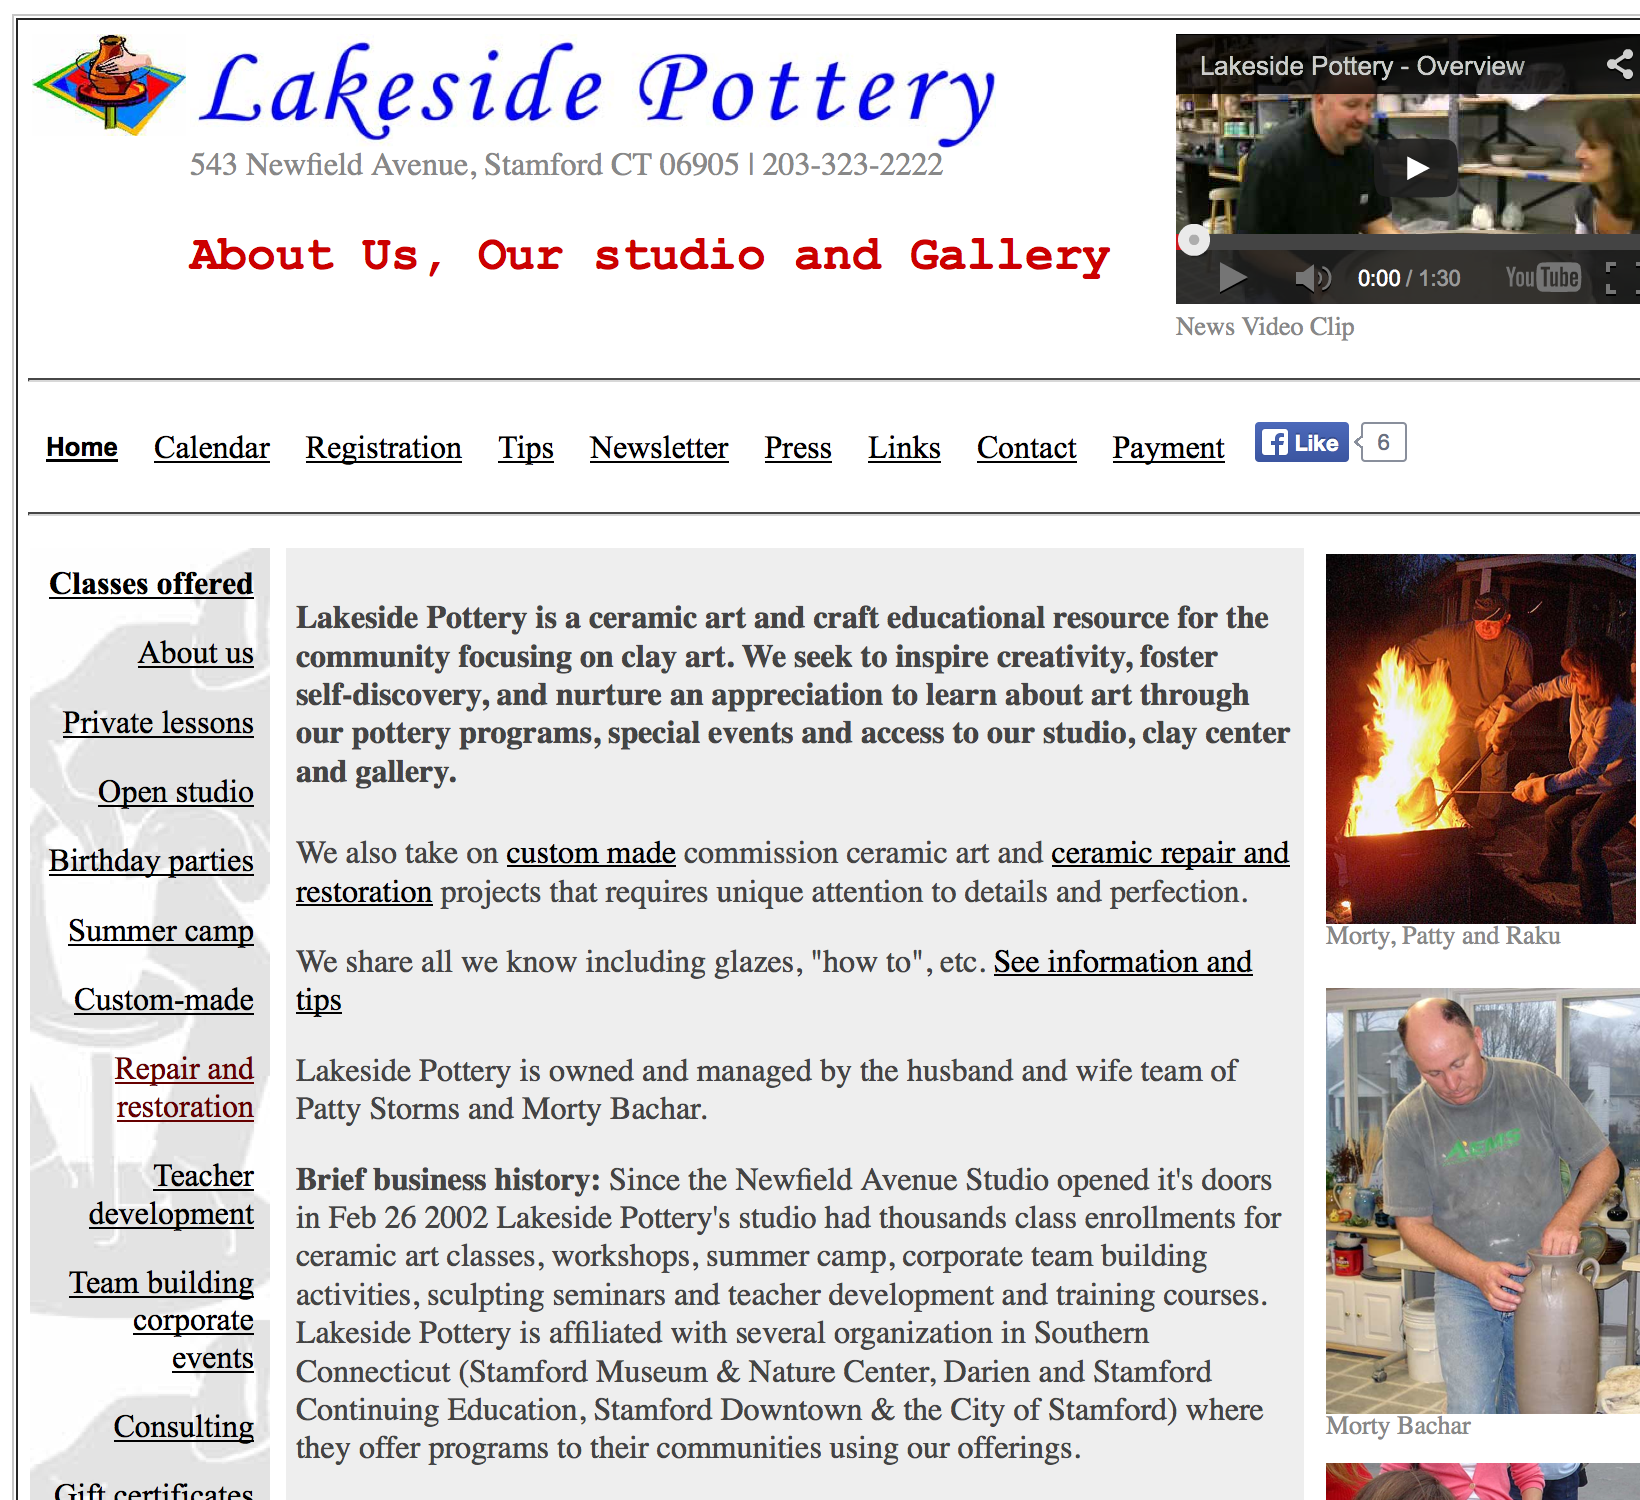 Lakeside Pottery
543 Newfield Avenue, Stamford CT 06905 | 203-323-2222
About Us, Our studio and Gallery
Lakeside Pottery - Overview
0:00 / 1:30
YouTube
News Video Clip
Home Calendar Registration Tips Newsletter Press Links Contact Payment Like 6
Classes offered
About us
Private lessons
Open studio
Birthday parties
Summer camp
Custom-made
Repair and
restoration
Teacher
development
Team building
corporate
events
Consulting
Gift certificates
Lakeside Pottery is a ceramic art and craft educational resource for the
community focusing on clay art. We seek to inspire creativity, foster
self-discovery, and nurture an appreciation to learn about art through
our pottery programs, special events and access to our studio, clay center
and gallery.
We also take on custom made commission ceramic art and ceramic repair and
restoration projects that requires unique attention to details and perfection.
We share all we know including glazes, "how to", etc. See information and
tips
Lakeside Pottery is owned and managed by the husband and wife team of
Patty Storms and Morty Bachar.
Brief business history: Since the Newfield Avenue Studio opened it's doors
in Feb 26 2002 Lakeside Pottery's studio had thousands class enrollments for
ceramic art classes, workshops, summer camp, corporate team building
activities, sculpting seminars and teacher development and training courses.
Lakeside Pottery is affiliated with several organization in Southern
Connecticut (Stamford Museum & Nature Center, Darien and Stamford
Continuing Education, Stamford Downtown & the City of Stamford) where
they offer programs to their communities using our offerings.
Morty, Patty and Raku
Morty Bachar